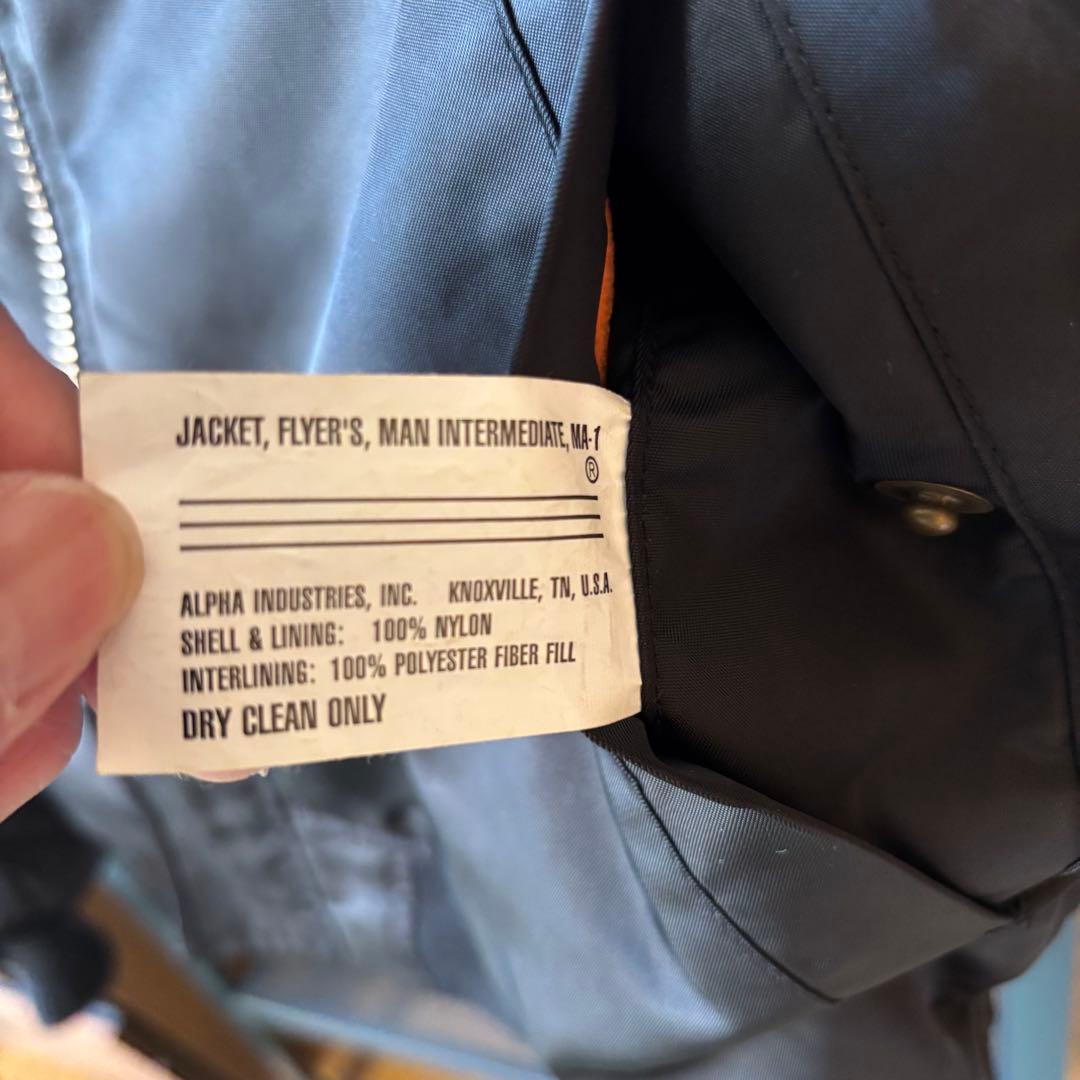 JACKET, FLYER'S, MAN INTERMEDIATE, MA-1
®
ALPHA INDUSTRIES, INC. KNOXVILLE, TN, U.S.A.
SHELL & LINING: 100% NYLON
INTERLINING: 100% POLYESTER FIBER FILL
DRY CLEAN ONLY